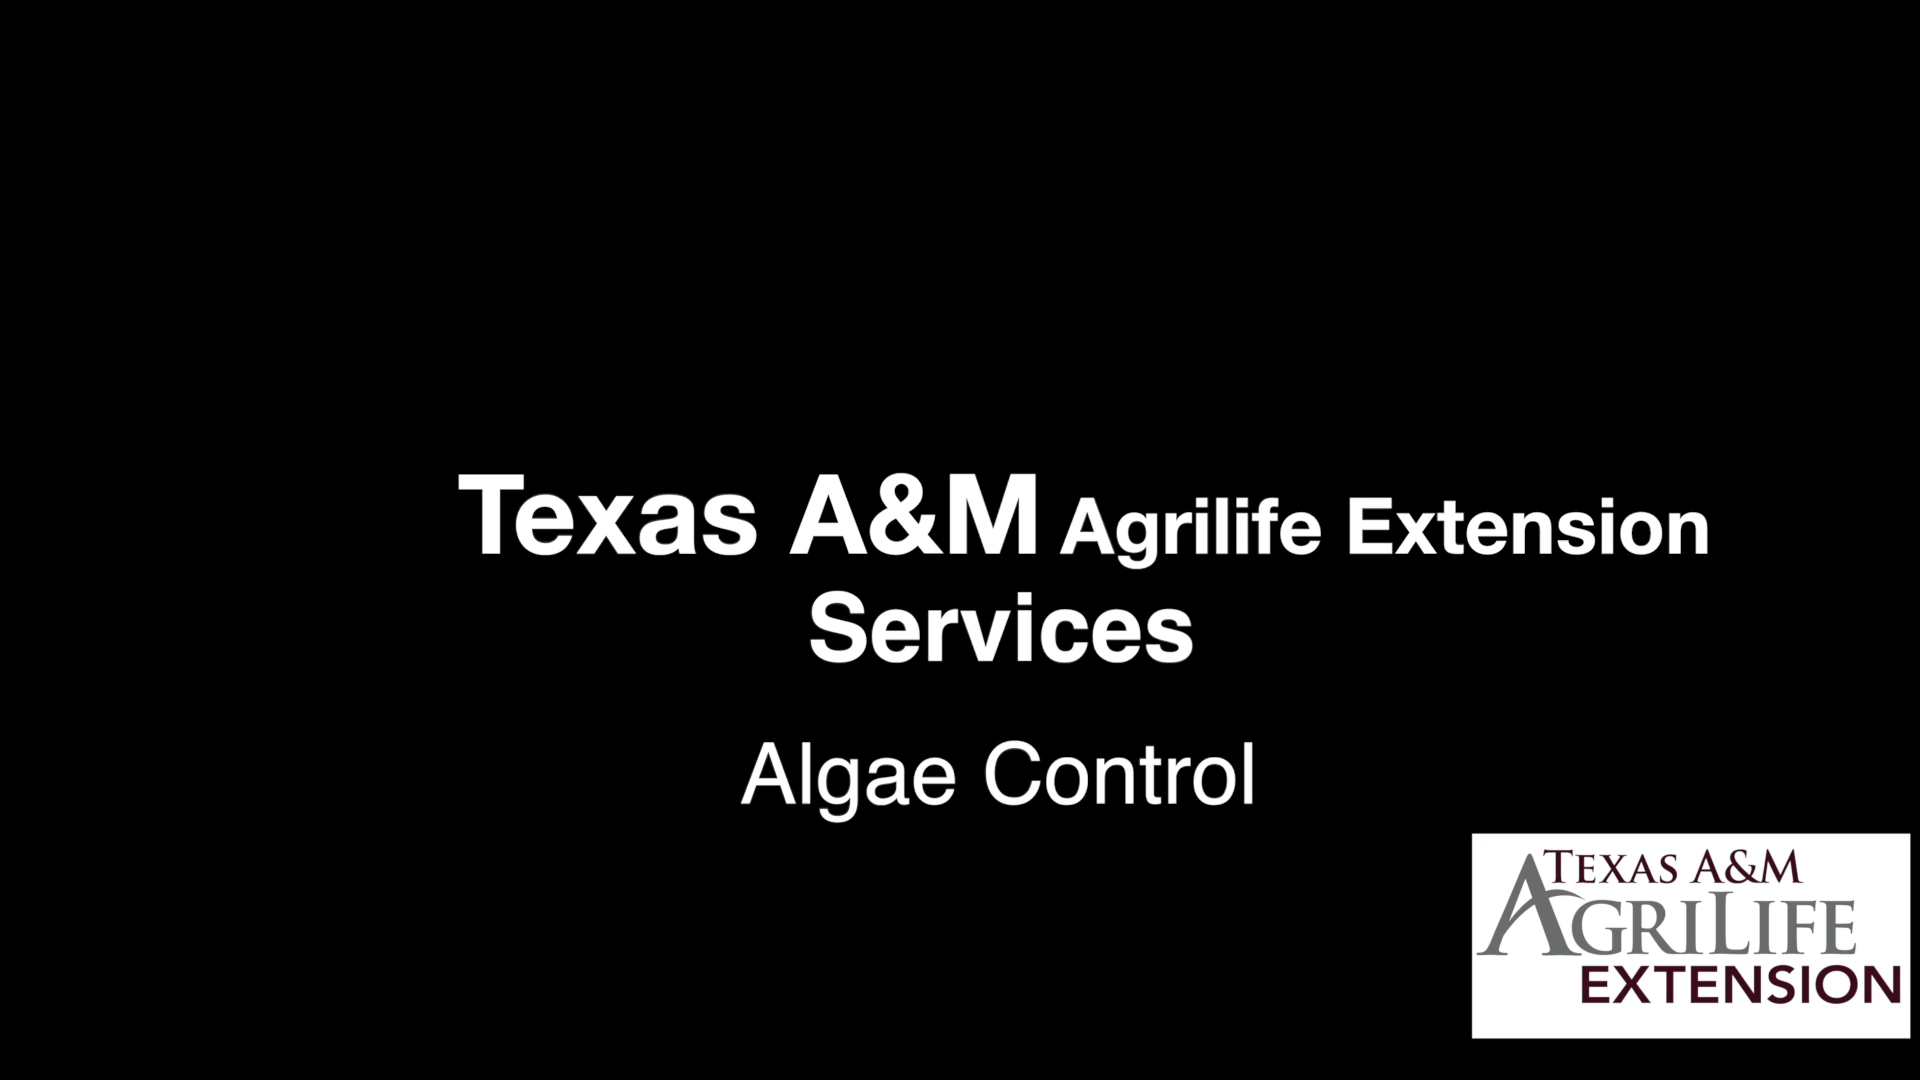 Texas A&M Agrilife Extension
Services
Algae Control
TEXAS A&M
AGRILIFE
EXTENSION